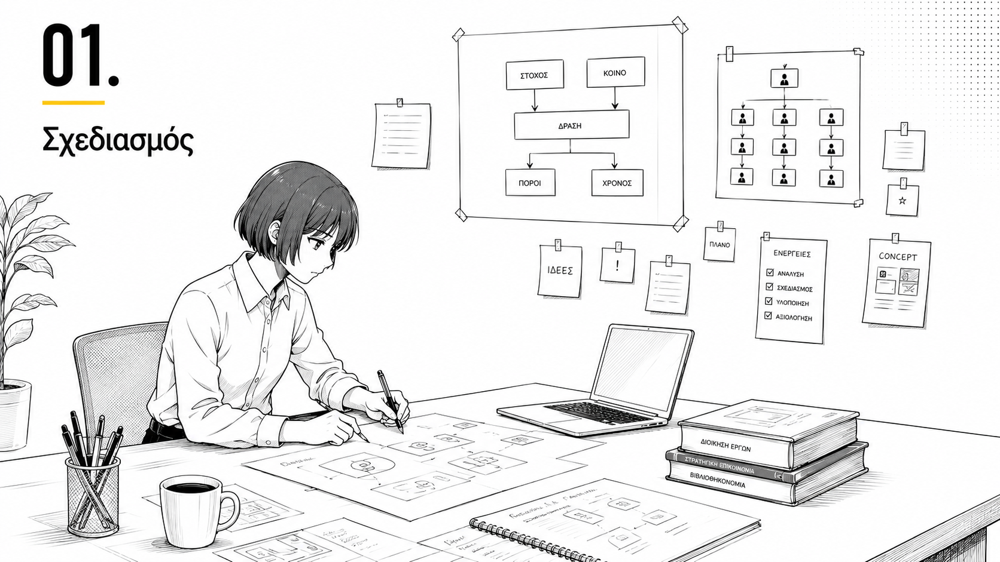 01.
Σχεδιασμός
ΣΤΟΧΟΣ
ΚΟΙΝΟ
ΔΡΑΣΗ
ΠΟΡΟΙ
ΧΡΟΝΟΣ
ΙΔΕΕΣ
!
ΠΛΑΝΟ
ΕΝΕΡΓΕΙΕΣ
ΑΝΑΛΥΣΗ
ΣΧΕΔΙΑΣΜΟΣ
ΥΛΟΠΟΙΗΣΗ
ΑΞΙΟΛΟΓΗΣΗ
CONCEPT
ΔΙΟΙΚΗΣΗ ΕΡΓΩΝ
ΣΤΡΑΤΗΓΙΚΗ ΕΠΙΚΟΙΝΩΝΙΑ
ΒΙΒΛΙΟΘΗΚΟΝΟΜΙΑ